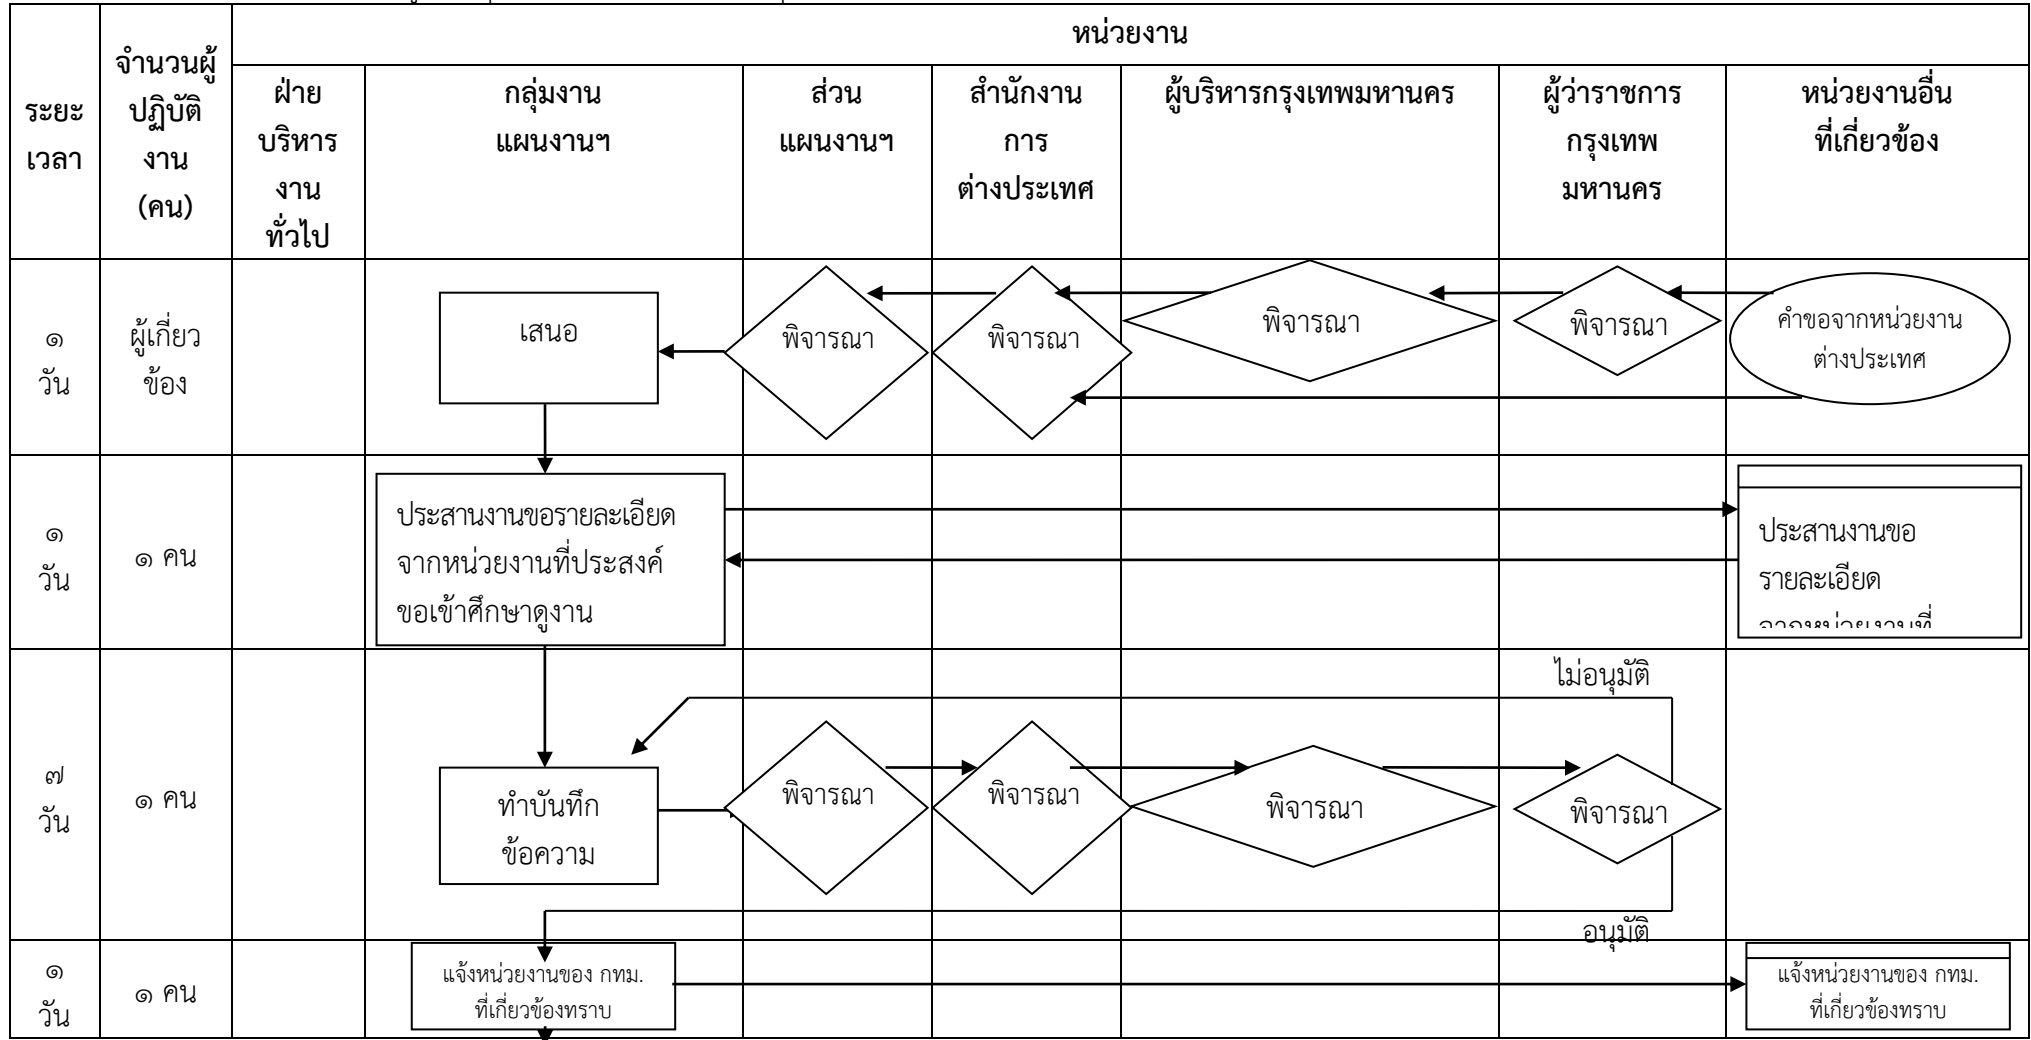 หน่วยงาน
ระยะ
เวลา
จำนวนผู้
ปฏิบัติ
งาน
(คน)
ฝ่าย
บริหาร
งาน
ทั่วไป
กลุ่มงาน
แผนงานฯ
ส่วน
แผนงานฯ
สำนักงาน
การ
ต่างประเทศ
ผู้บริหารกรุงเทพมหานคร
ผู้ว่าราชการ
กรุงเทพ
มหานคร
หน่วยงานอื่น
ที่เกี่ยวข้อง
๑
วัน
ผู้เกี่ยว
ข้อง
เสนอ
พิจารณา
พิจารณา
พิจารณา
พิจารณา
คำขอจากหน่วยงาน
ต่างประเทศ
๑
วัน
๑ คน
ประสานงานขอรายละเอียด
จากหน่วยงานที่ประสงค์
ขอเข้าศึกษาดูงาน
ประสานงานขอ
รายละเอียด
จากหน่วยงานที่
๗
วัน
๑ คน
ไม่อนุมัติ
ทำบันทึก
ข้อความ
พิจารณา
พิจารณา
พิจารณา
พิจารณา
อนุมัติ
๑
วัน
๑ คน
แจ้งหน่วยงานของ กทม.
ที่เกี่ยวข้องทราบ
แจ้งหน่วยงานของ กทม.
ที่เกี่ยวข้องทราบ